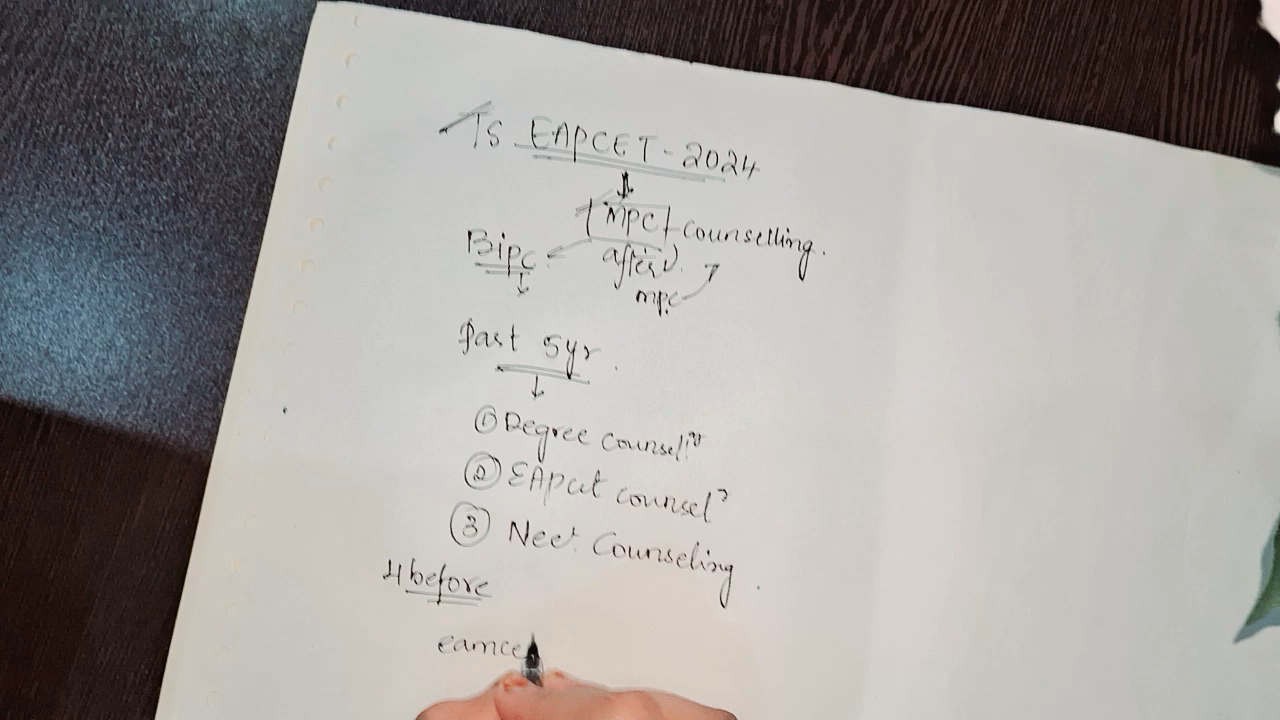 TS EAPCET-2024
MPC counselling.
Bipc
after
mpc
Past 5yr.
① Degree counsel
② EAPCET counsel
③ Neet Counseling.
before
eamce